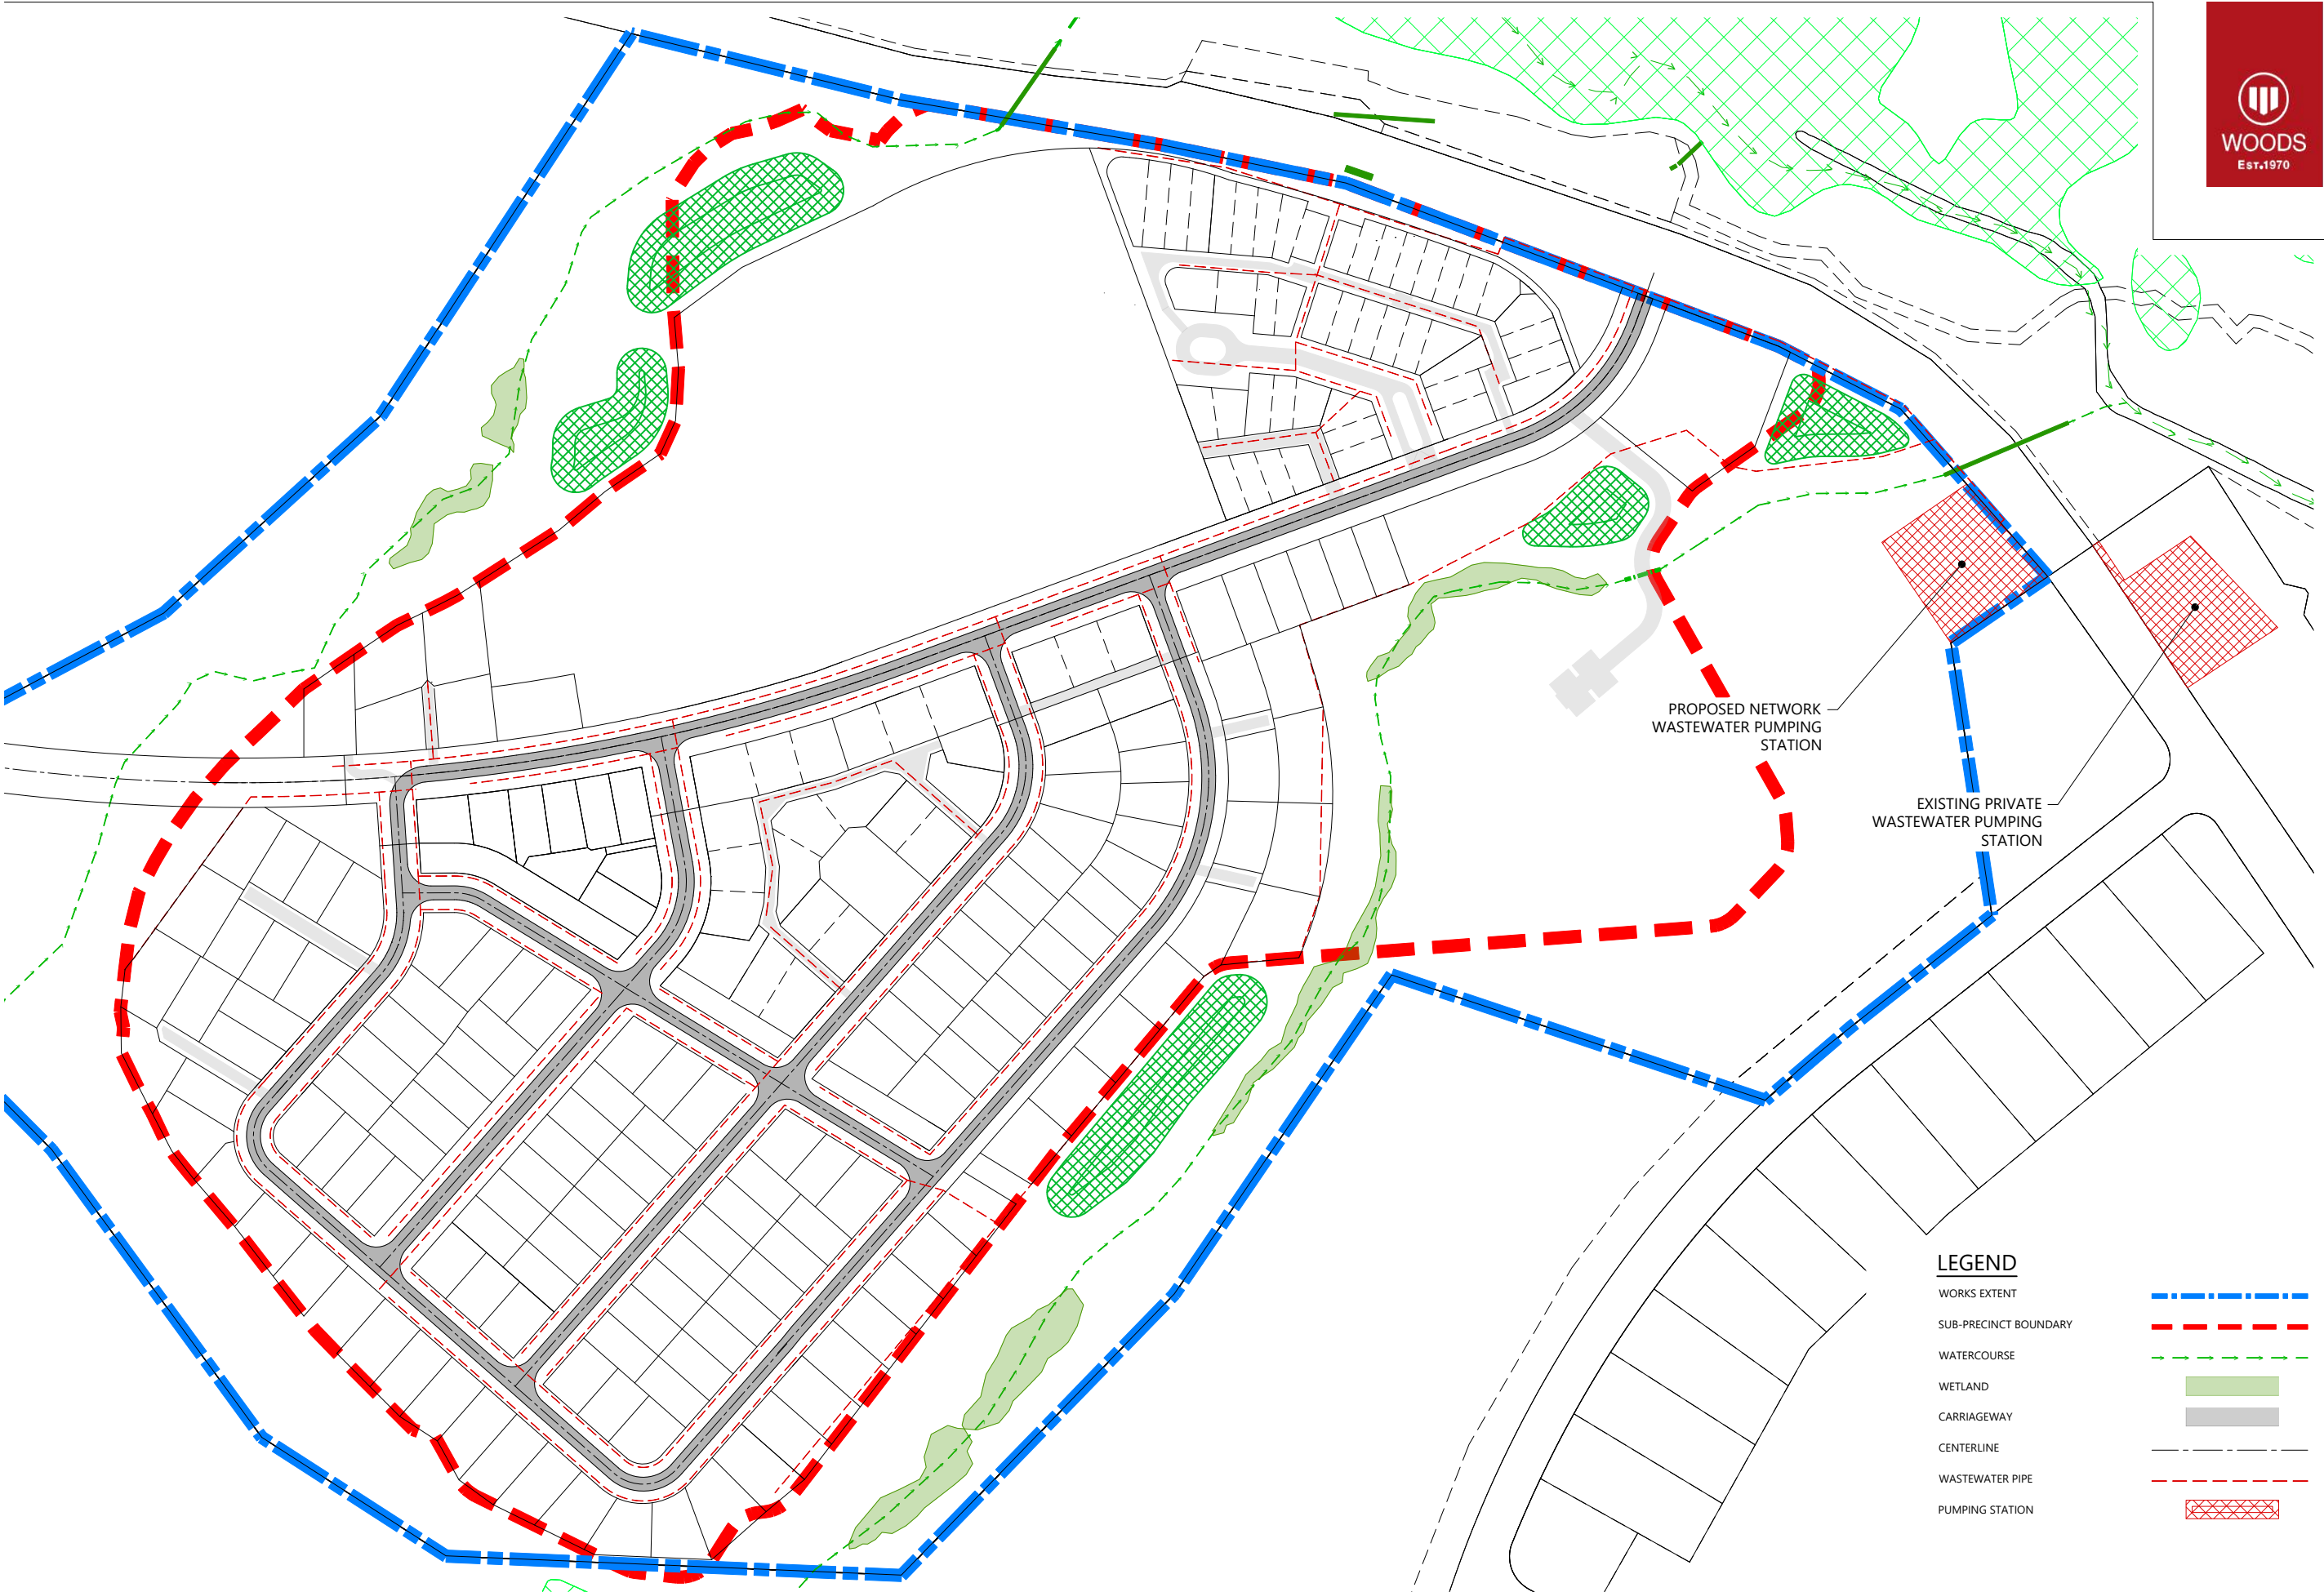 WOODS
EST.1970
PROPOSED NETWORK
WASTEWATER PUMPING
STATION
EXISTING PRIVATE
WASTEWATER PUMPING
STATION
LEGEND
WORKS EXTENT
SUB-PRECINCT BOUNDARY
WATERCOURSE
WETLAND
CARRIAGEWAY
CENTERLINE
WASTEWATER PIPE
PUMPING STATION